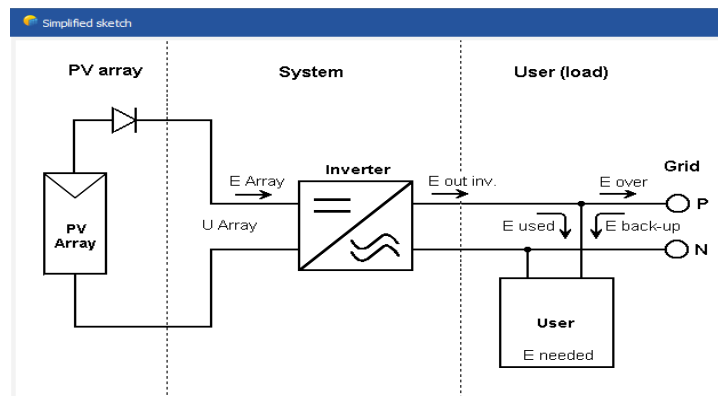 Simplified sketch
PV array
System
User (load)
Inverter
Grid
E Array
E out inv.
E over
P
U Array
E used
E back-up
PV
Array
N
User
E needed